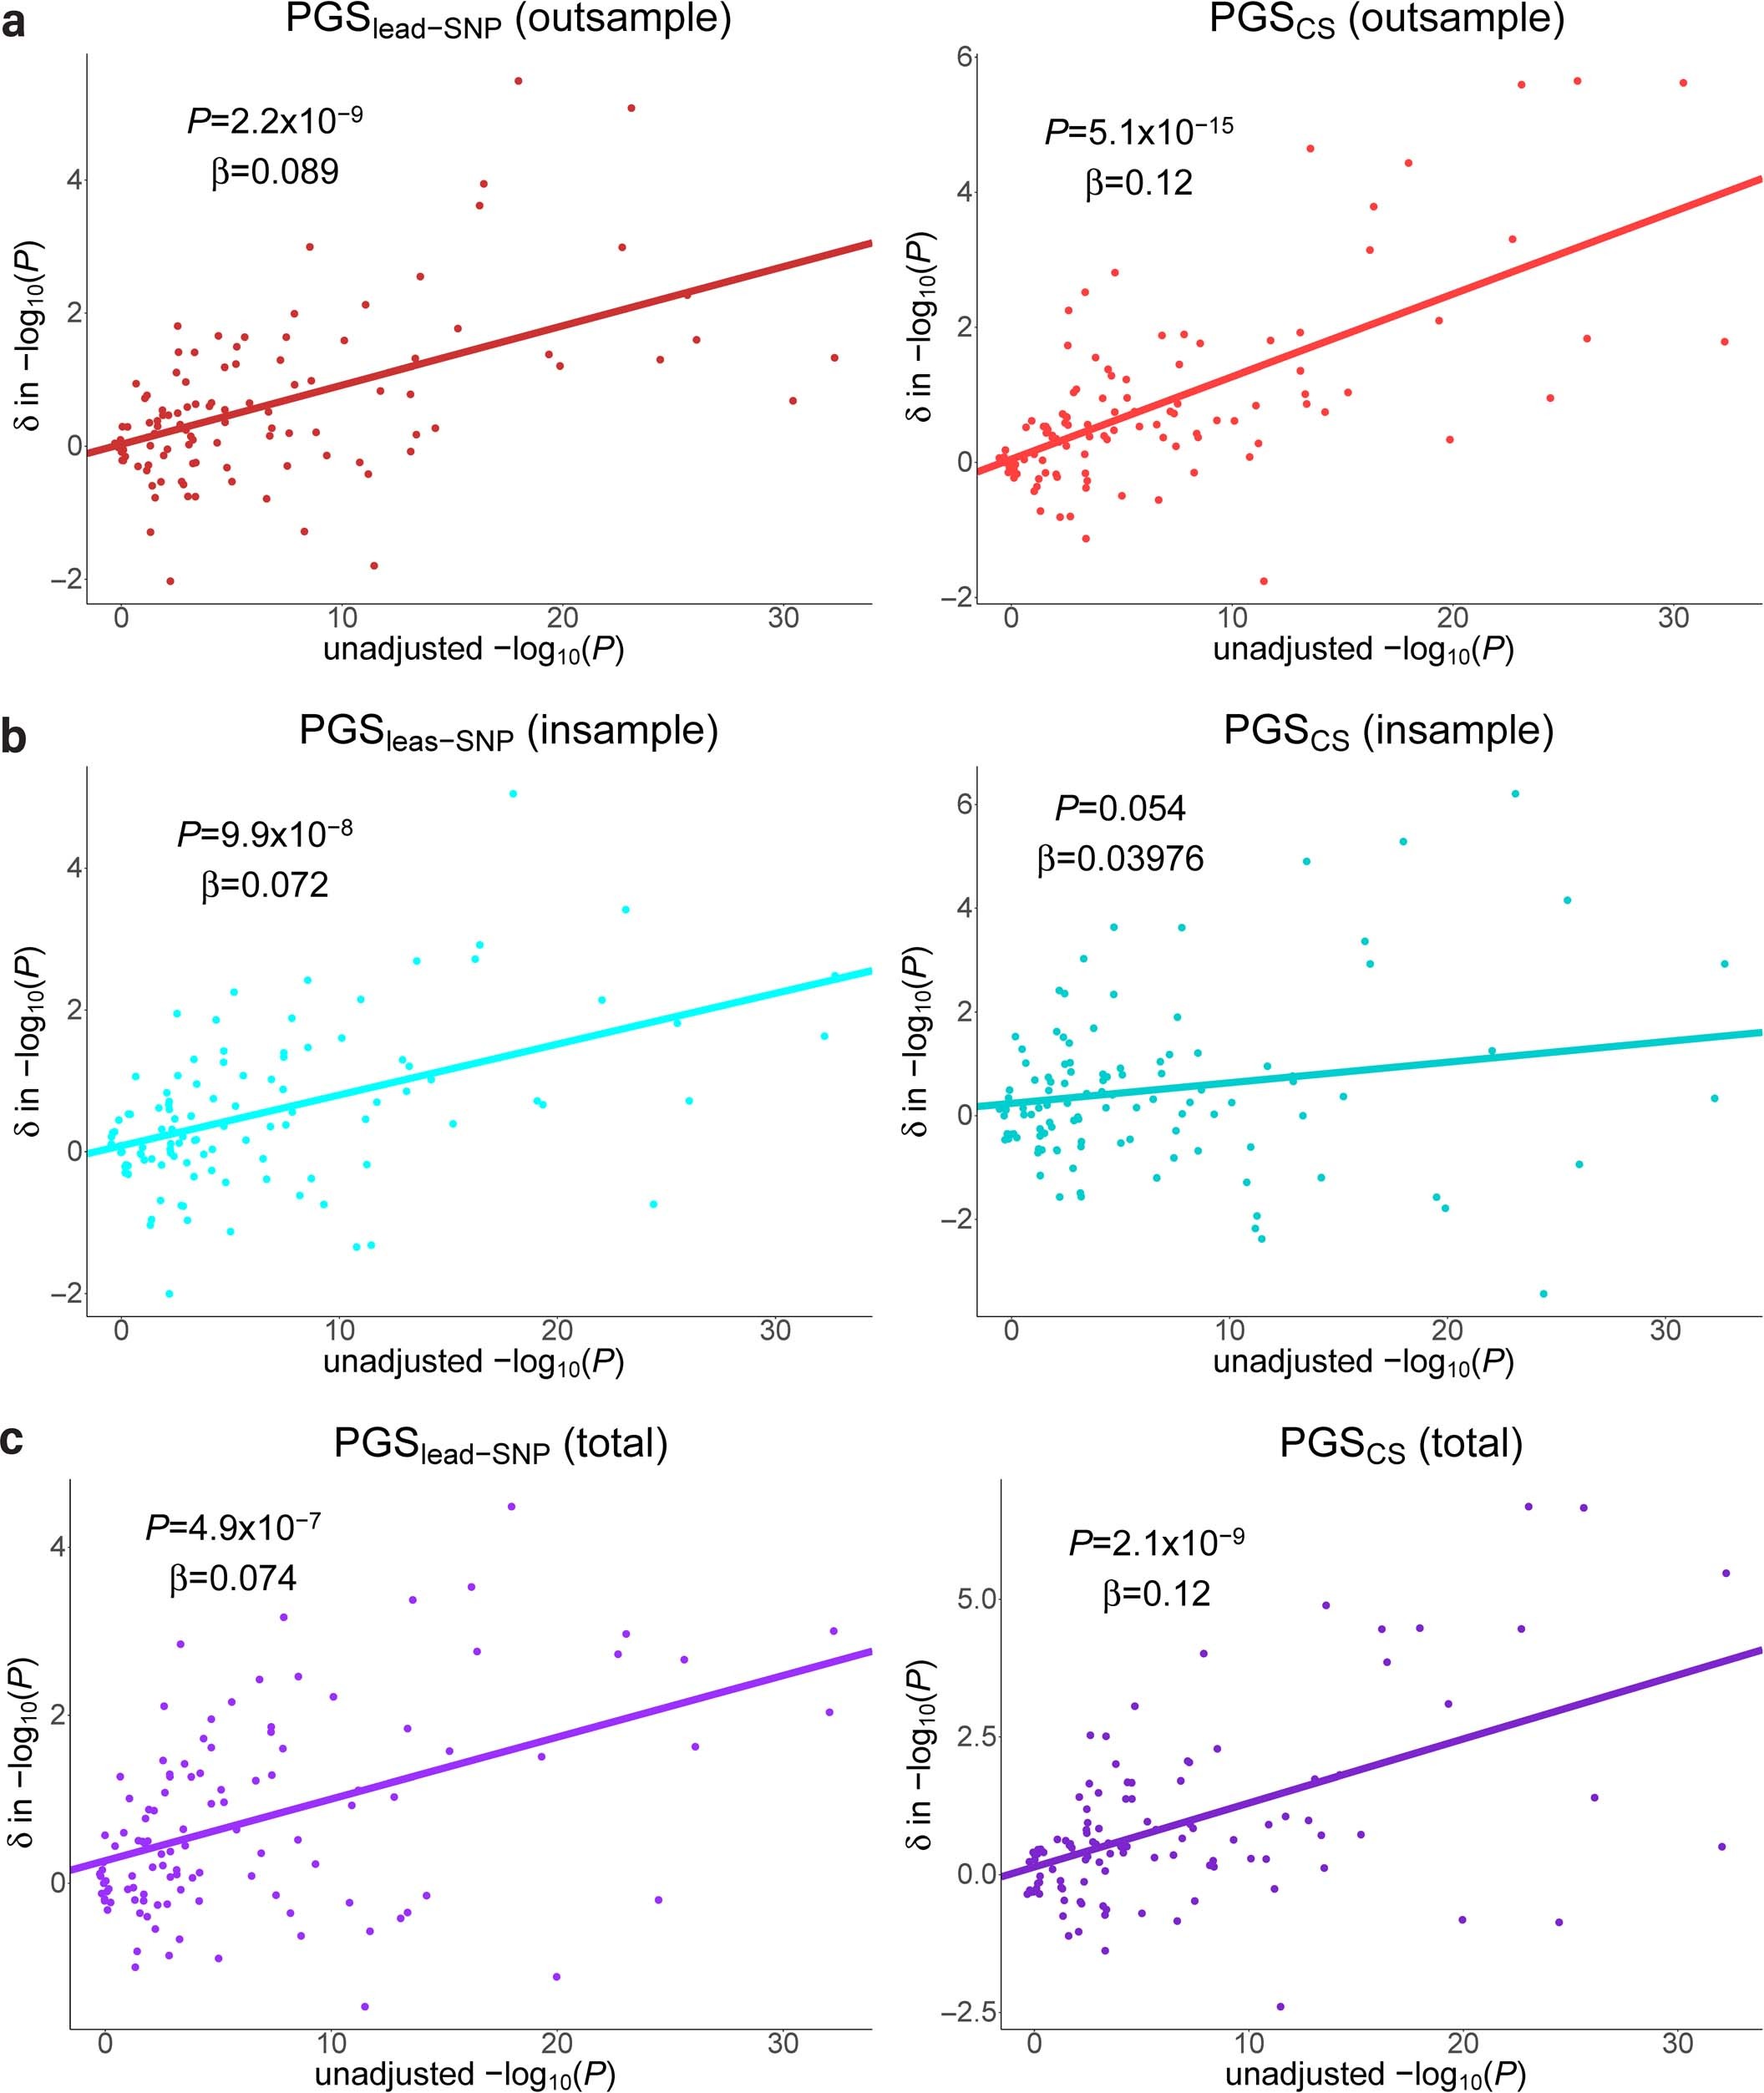 a
PGSlead−SNP (outsample)
P=2.2x10−9
β=0.089
δ in −log10(P)
4
2
0
−2
0 10 20 30
unadjusted −log10(P)
PGSCS (outsample)
P=5.1x10−15
β=0.12
δ in −log10(P)
6
4
2
0
−2
0 10 20 30
unadjusted −log10(P)
b
PGSleas−SNP (insample)
P=9.9x10−8
β=0.072
δ in −log10(P)
4
2
0
−2
0 10 20 30
unadjusted −log10(P)
PGSCS (insample)
P=0.054
β=0.03976
δ in −log10(P)
6
4
2
0
−2
0 10 20 30
unadjusted −log10(P)
c
PGSlead−SNP (total)
P=4.9x10−7
β=0.074
δ in −log10(P)
4
2
0
0 10 20 30
unadjusted −log10(P)
PGSCS (total)
P=2.1x10−9
β=0.12
δ in −log10(P)
5.0
2.5
0.0
−2.5
0 10 20 30
unadjusted −log10(P)